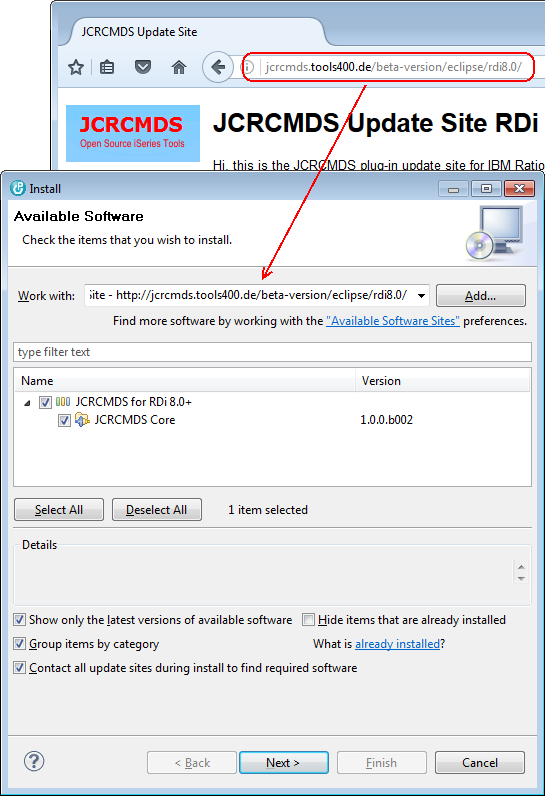 JCRCMDS Update Site
jcrcmds.tools400.de/beta-version/eclipse/rdi8.0/
JCRCMDS
Open Source iSeries Tools
JCRCMDS Update Site RDi
Hi, this is the JCRCMDS plug-in update site for IBM Ratio
Install
Available Software
Check the items that you wish to install.
Work with: ite - http://jcrcmds.tools400.de/beta-version/eclipse/rdi8.0/ Add...
Find more software by working with the "Available Software Sites" preferences.
type filter text
Name Version
JCRCMDS for RDi 8.0+
JCRCMDS Core 1.0.0.b002
Select All Deselect All 1 item selected
Details
Show only the latest versions of available software Hide items that are already installed
Group items by category What is already installed?
Contact all update sites during install to find required software
? < Back Next > Finish Cancel